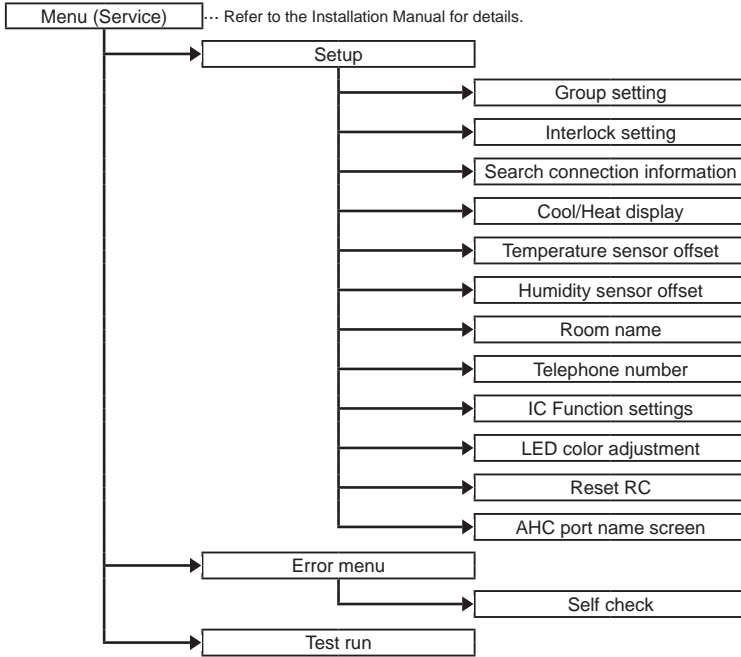 Menu (Service) ... Refer to the Installation Manual for details.
Setup
Group setting
Interlock setting
Search connection information
Cool/Heat display
Temperature sensor offset
Humidity sensor offset
Room name
Telephone number
IC Function settings
LED color adjustment
Reset RC
AHC port name screen
Error menu
Self check
Test run